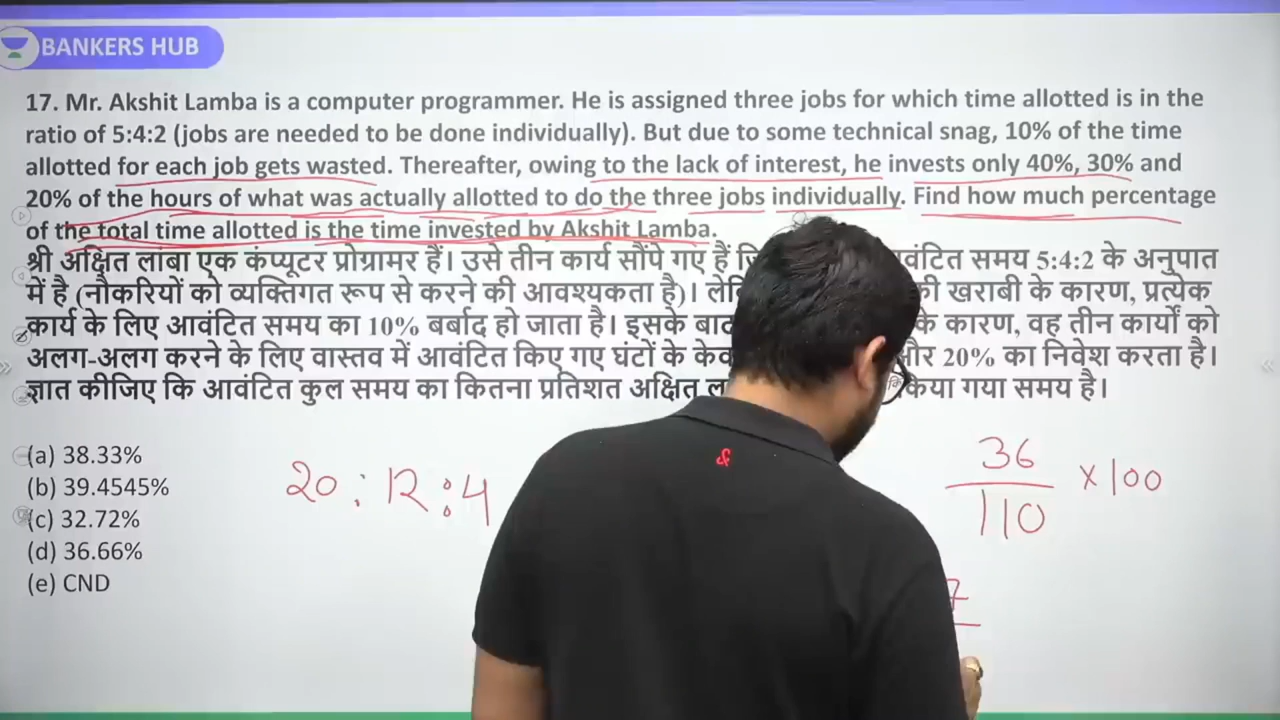 BANKERS HUB
17. Mr. Akshit Lamba is a computer programmer. He is assigned three jobs for which time allotted is in the
ratio of 5:4:2 (jobs are needed to be done individually). But due to some technical snag, 10% of the time
allotted for each job gets wasted. Thereafter, owing to the lack of interest, he invests only 40%, 30% and
20% of the hours of what was actually allotted to do the three jobs individually. Find how much percentage
of the total time allotted is the time invested by Akshit Lamba.
श्री अक्षित लांबा एक कंप्यूटर प्रोग्रामर हैं। उसे तीन कार्य सौंपे गए हैं आवंटित समय 5:4:2 के अनुपात
में है (नौकरियों को व्यक्तिगत रूप से करने की आवश्यकता है)। की खराबी के कारण, प्रत्येक
कार्य के लिए आवंटित समय का 10% बर्बाद हो जाता है। इसके बाद के कारण, वह तीन कार्यों को
अलग-अलग करने के लिए वास्तव में आवंटित किए गए घंटों के और 20% का निवेश करता है।
ज्ञात कीजिए कि आवंटित कुल समय का कितना प्रतिशत अक्षित किया गया समय है।
(a) 38.33%
(b) 39.4545%
(c) 32.72%
(d) 36.66%
(e) CND
20 : 12 : 4
36
110
x 100
7